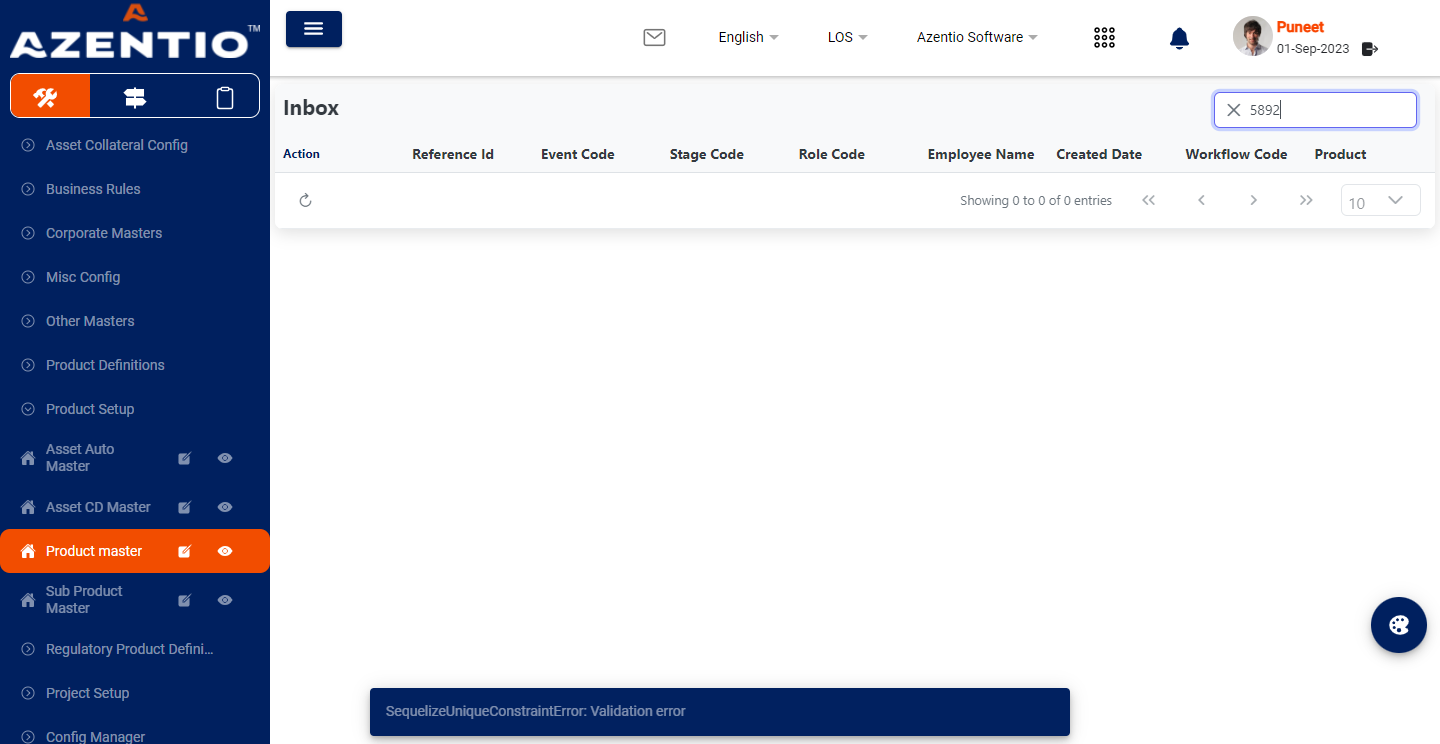 AZENTIO™
English
LOS
Azentio Software
Puneet
01-Sep-2023
Asset Collateral Config
Business Rules
Corporate Masters
Misc Config
Other Masters
Product Definitions
Product Setup
Asset Auto
Master
Asset CD Master
Product master
Sub Product
Master
Regulatory Product Defini...
Project Setup
Config Manager
Inbox
5892
Action Reference Id Event Code Stage Code Role Code Employee Name Created Date Workflow Code Product
Showing 0 to 0 of 0 entries
10
SequelizeUniqueConstraintError: Validation error